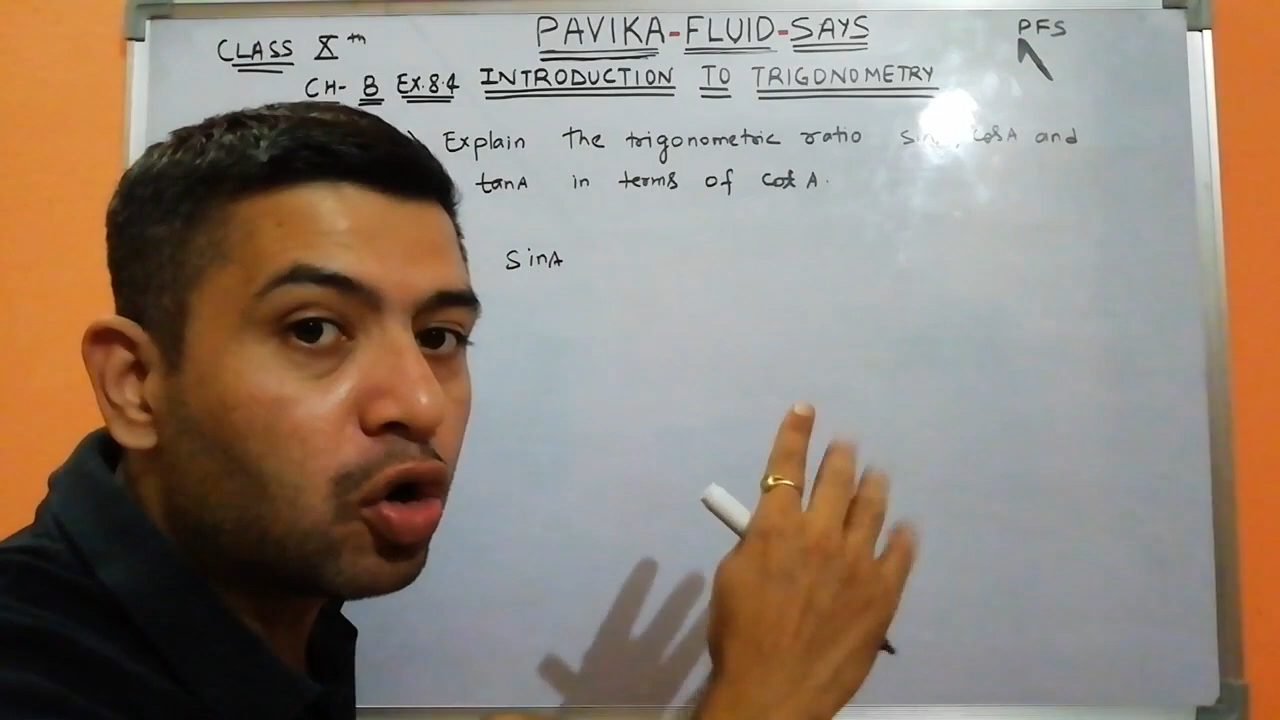 PAVIKA-FLUID-SAYS
PFS
CLASS Xth
CH- 8 EX.8.4 INTRODUCTION TO TRIGONOMETRY
) Explain the trigonometric ratio , cosA and
tanA in terms of cot A.
SinA